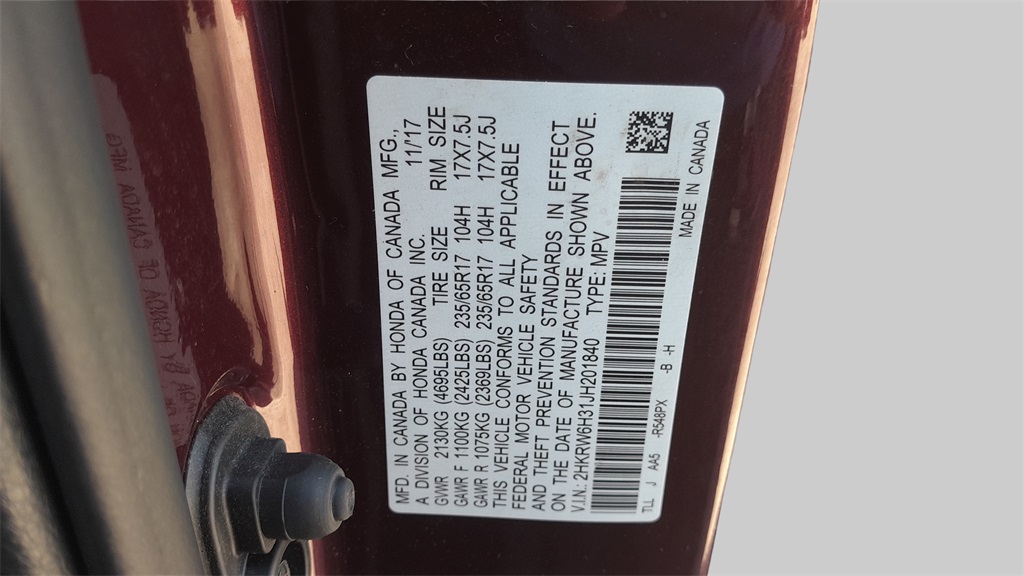 MFD. IN CANADA BY HONDA OF CANADA MFG.,
A DIVISION OF HONDA CANADA INC. 11/17
GVWR 2130KG (4695LBS) TIRE SIZE RIM SIZE
GAWR F 1100KG (2425LBS) 235/65R17 104H 17X7.5J
GAWR R 1075KG (2369LBS) 235/65R17 104H 17X7.5J
THIS VEHICLE CONFORMS TO ALL APPLICABLE
FEDERAL MOTOR VEHICLE SAFETY
AND THEFT PREVENTION STANDARDS IN EFFECT
ON THE DATE OF MANUFACTURE SHOWN ABOVE.
V.I.N.: 2HKRW6H31JH201840 TYPE: MPV
TLL J AA5 -R548PX -B -H MADE IN CANADA